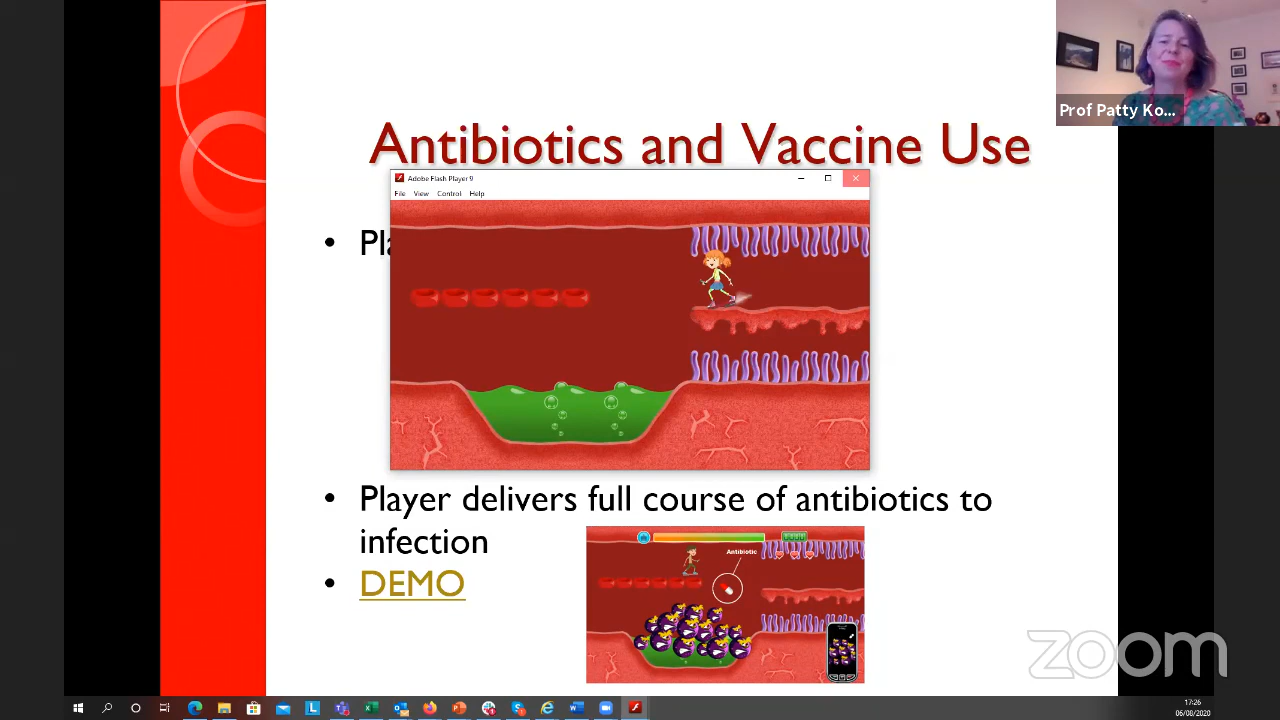 Antibiotics and Vaccine Use
Prof Patty Ko...
Adobe Flash Player 9
File View Control Help
• Pla
• Player delivers full course of antibiotics to
infection
• DEMO
Antibiotic
zoom
17:26
06/08/2020